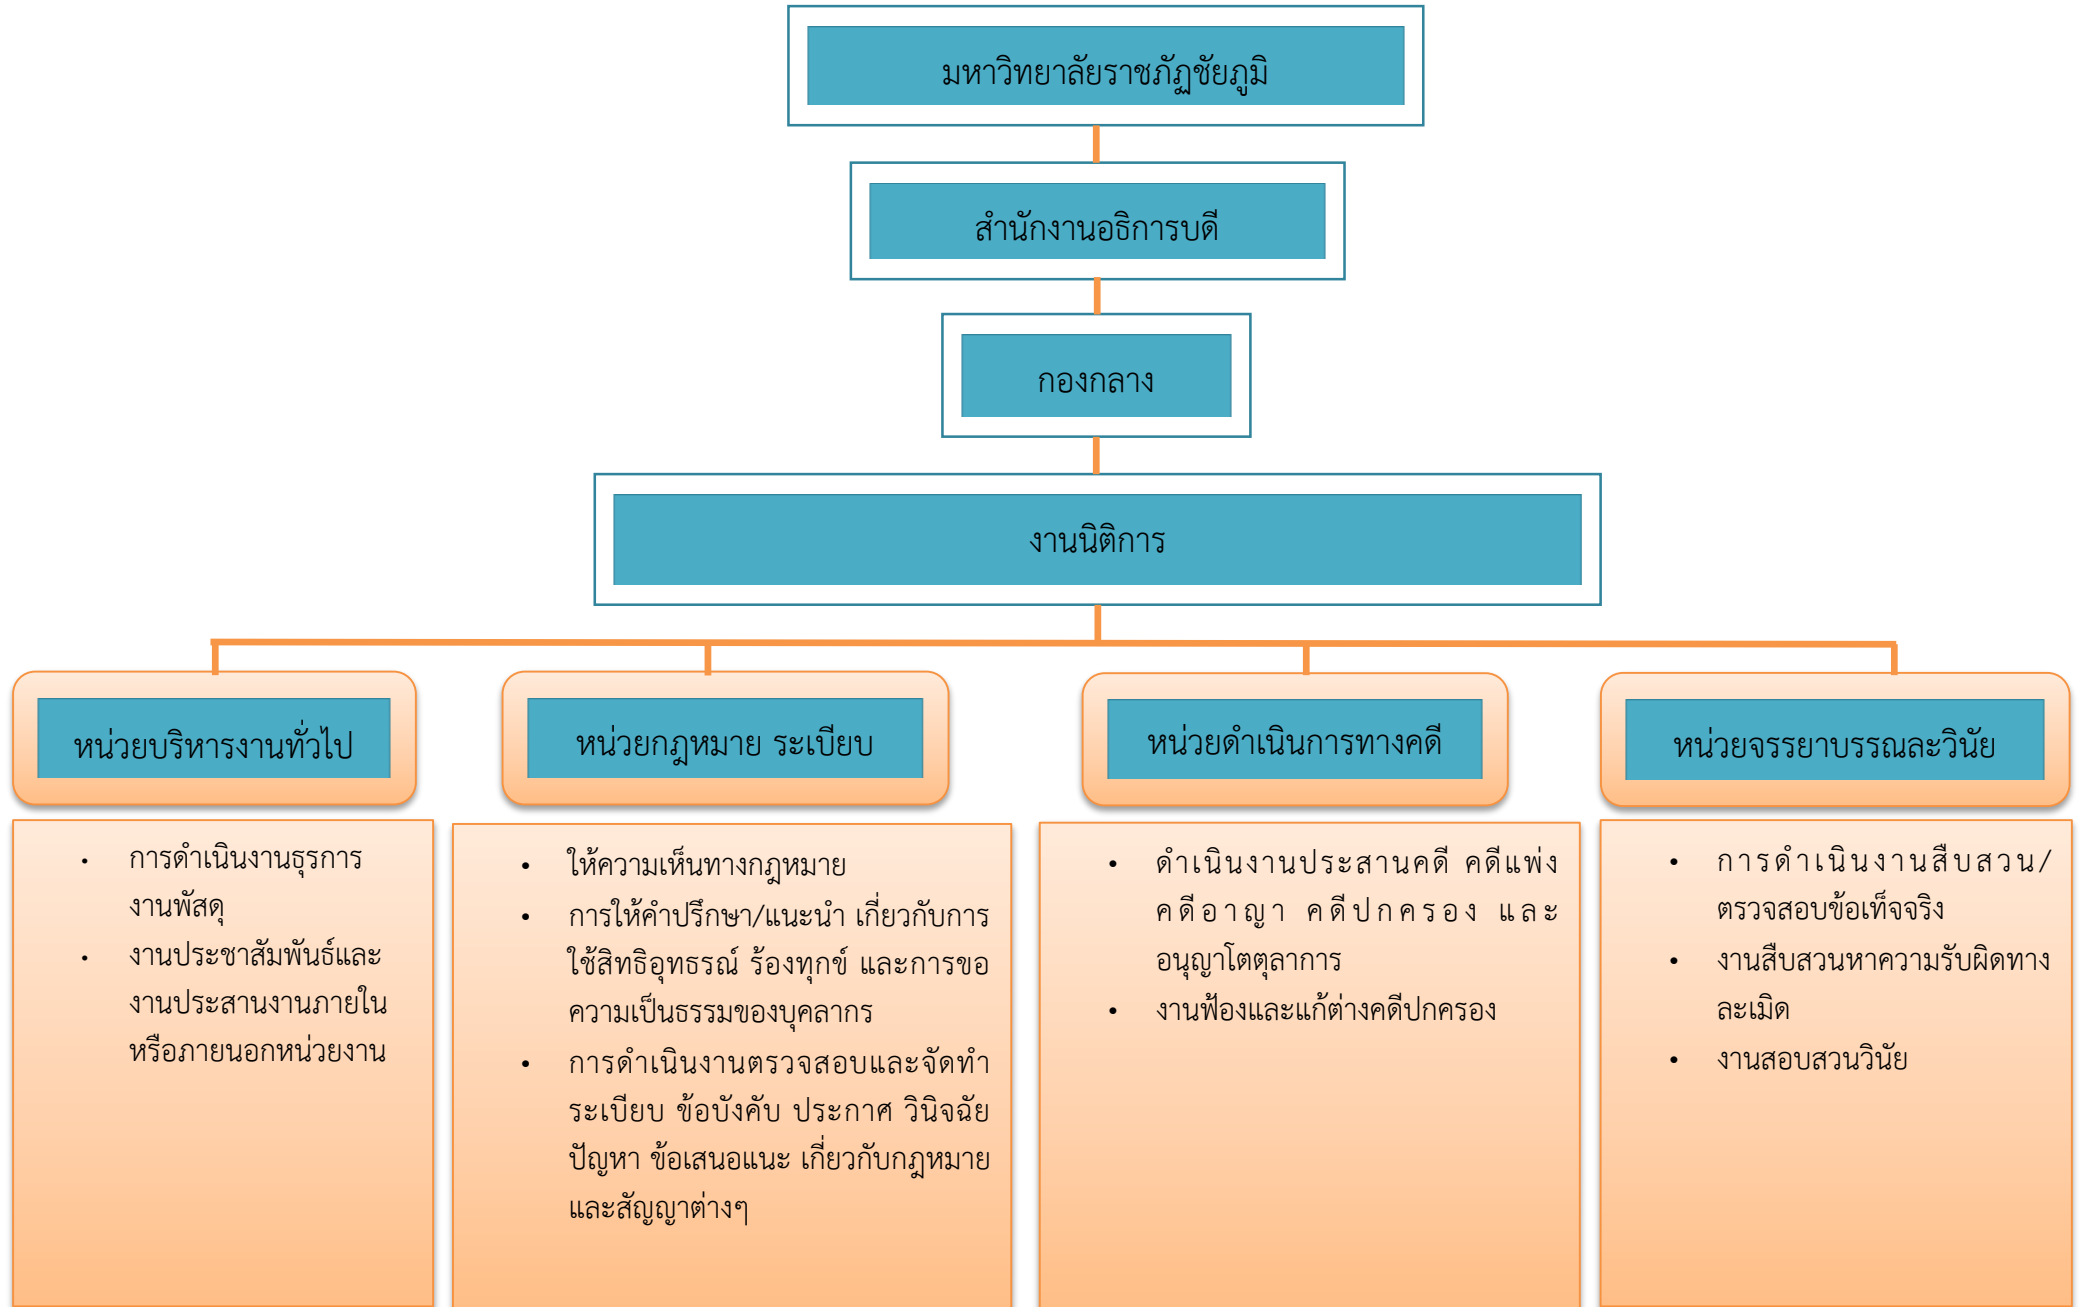 มหาวิทยาลัยราชภัฏชัยภูมิ
สำนักงานอธิการบดี
กองกลาง
งานนิติการ
หน่วยบริหารงานทั่วไป
• การดำเนินงานธุรการ
งานพัสดุ
• งานประชาสัมพันธ์และ
งานประสานงานภายใน
หรือภายนอกหน่วยงาน
หน่วยกฎหมาย ระเบียบ
• ให้ความเห็นทางกฎหมาย
• การให้คำปรึกษา/แนะนำ เกี่ยวกับการ
ใช้สิทธิอุทธรณ์ ร้องทุกข์ และการขอ
ความเป็นธรรมของบุคลากร
• การดำเนินงานตรวจสอบและจัดทำ
ระเบียบ ข้อบังคับ ประกาศ วินิจฉัย
ปัญหา ข้อเสนอแนะ เกี่ยวกับกฎหมาย
และสัญญาต่างๆ
หน่วยดำเนินการทางคดี
• ดำเนินงานประสานคดี คดีแพ่ง
คดีอาญา คดีปกครอง และ
อนุญาโตตุลาการ
• งานฟ้องและแก้ต่างคดีปกครอง
หน่วยจรรยาบรรณละวินัย
• การดำเนินงานสืบสวน/
ตรวจสอบข้อเท็จจริง
• งานสืบสวนหาความรับผิดทาง
ละเมิด
• งานสอบสวนวินัย